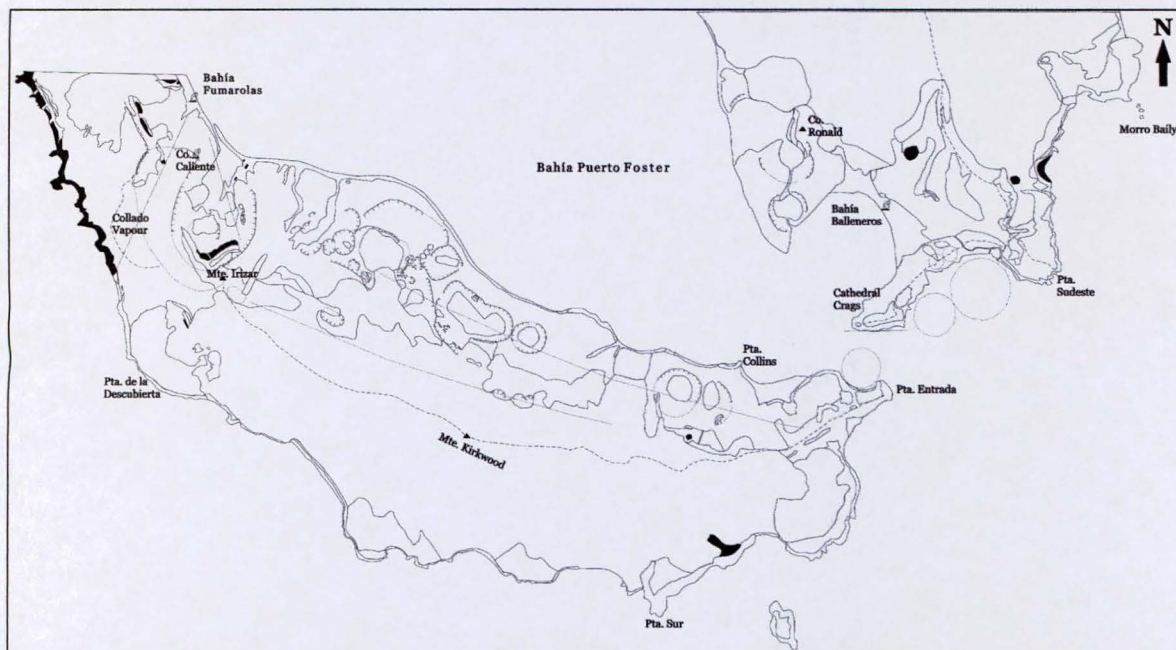 N
Bahía
Fumarolas
Co.
Caliente
Collado
Vapour
Mte. Irizar
Pta. de la
Descubierta
Mte. Kirkwood
Bahía Puerto Foster
Co.
Ronald
Bahía
Balleneros
Cathedral
Crags
Morro Baily
Pta.
Sudeste
Pta.
Collins
Pta. Entrada
Pta. Sur